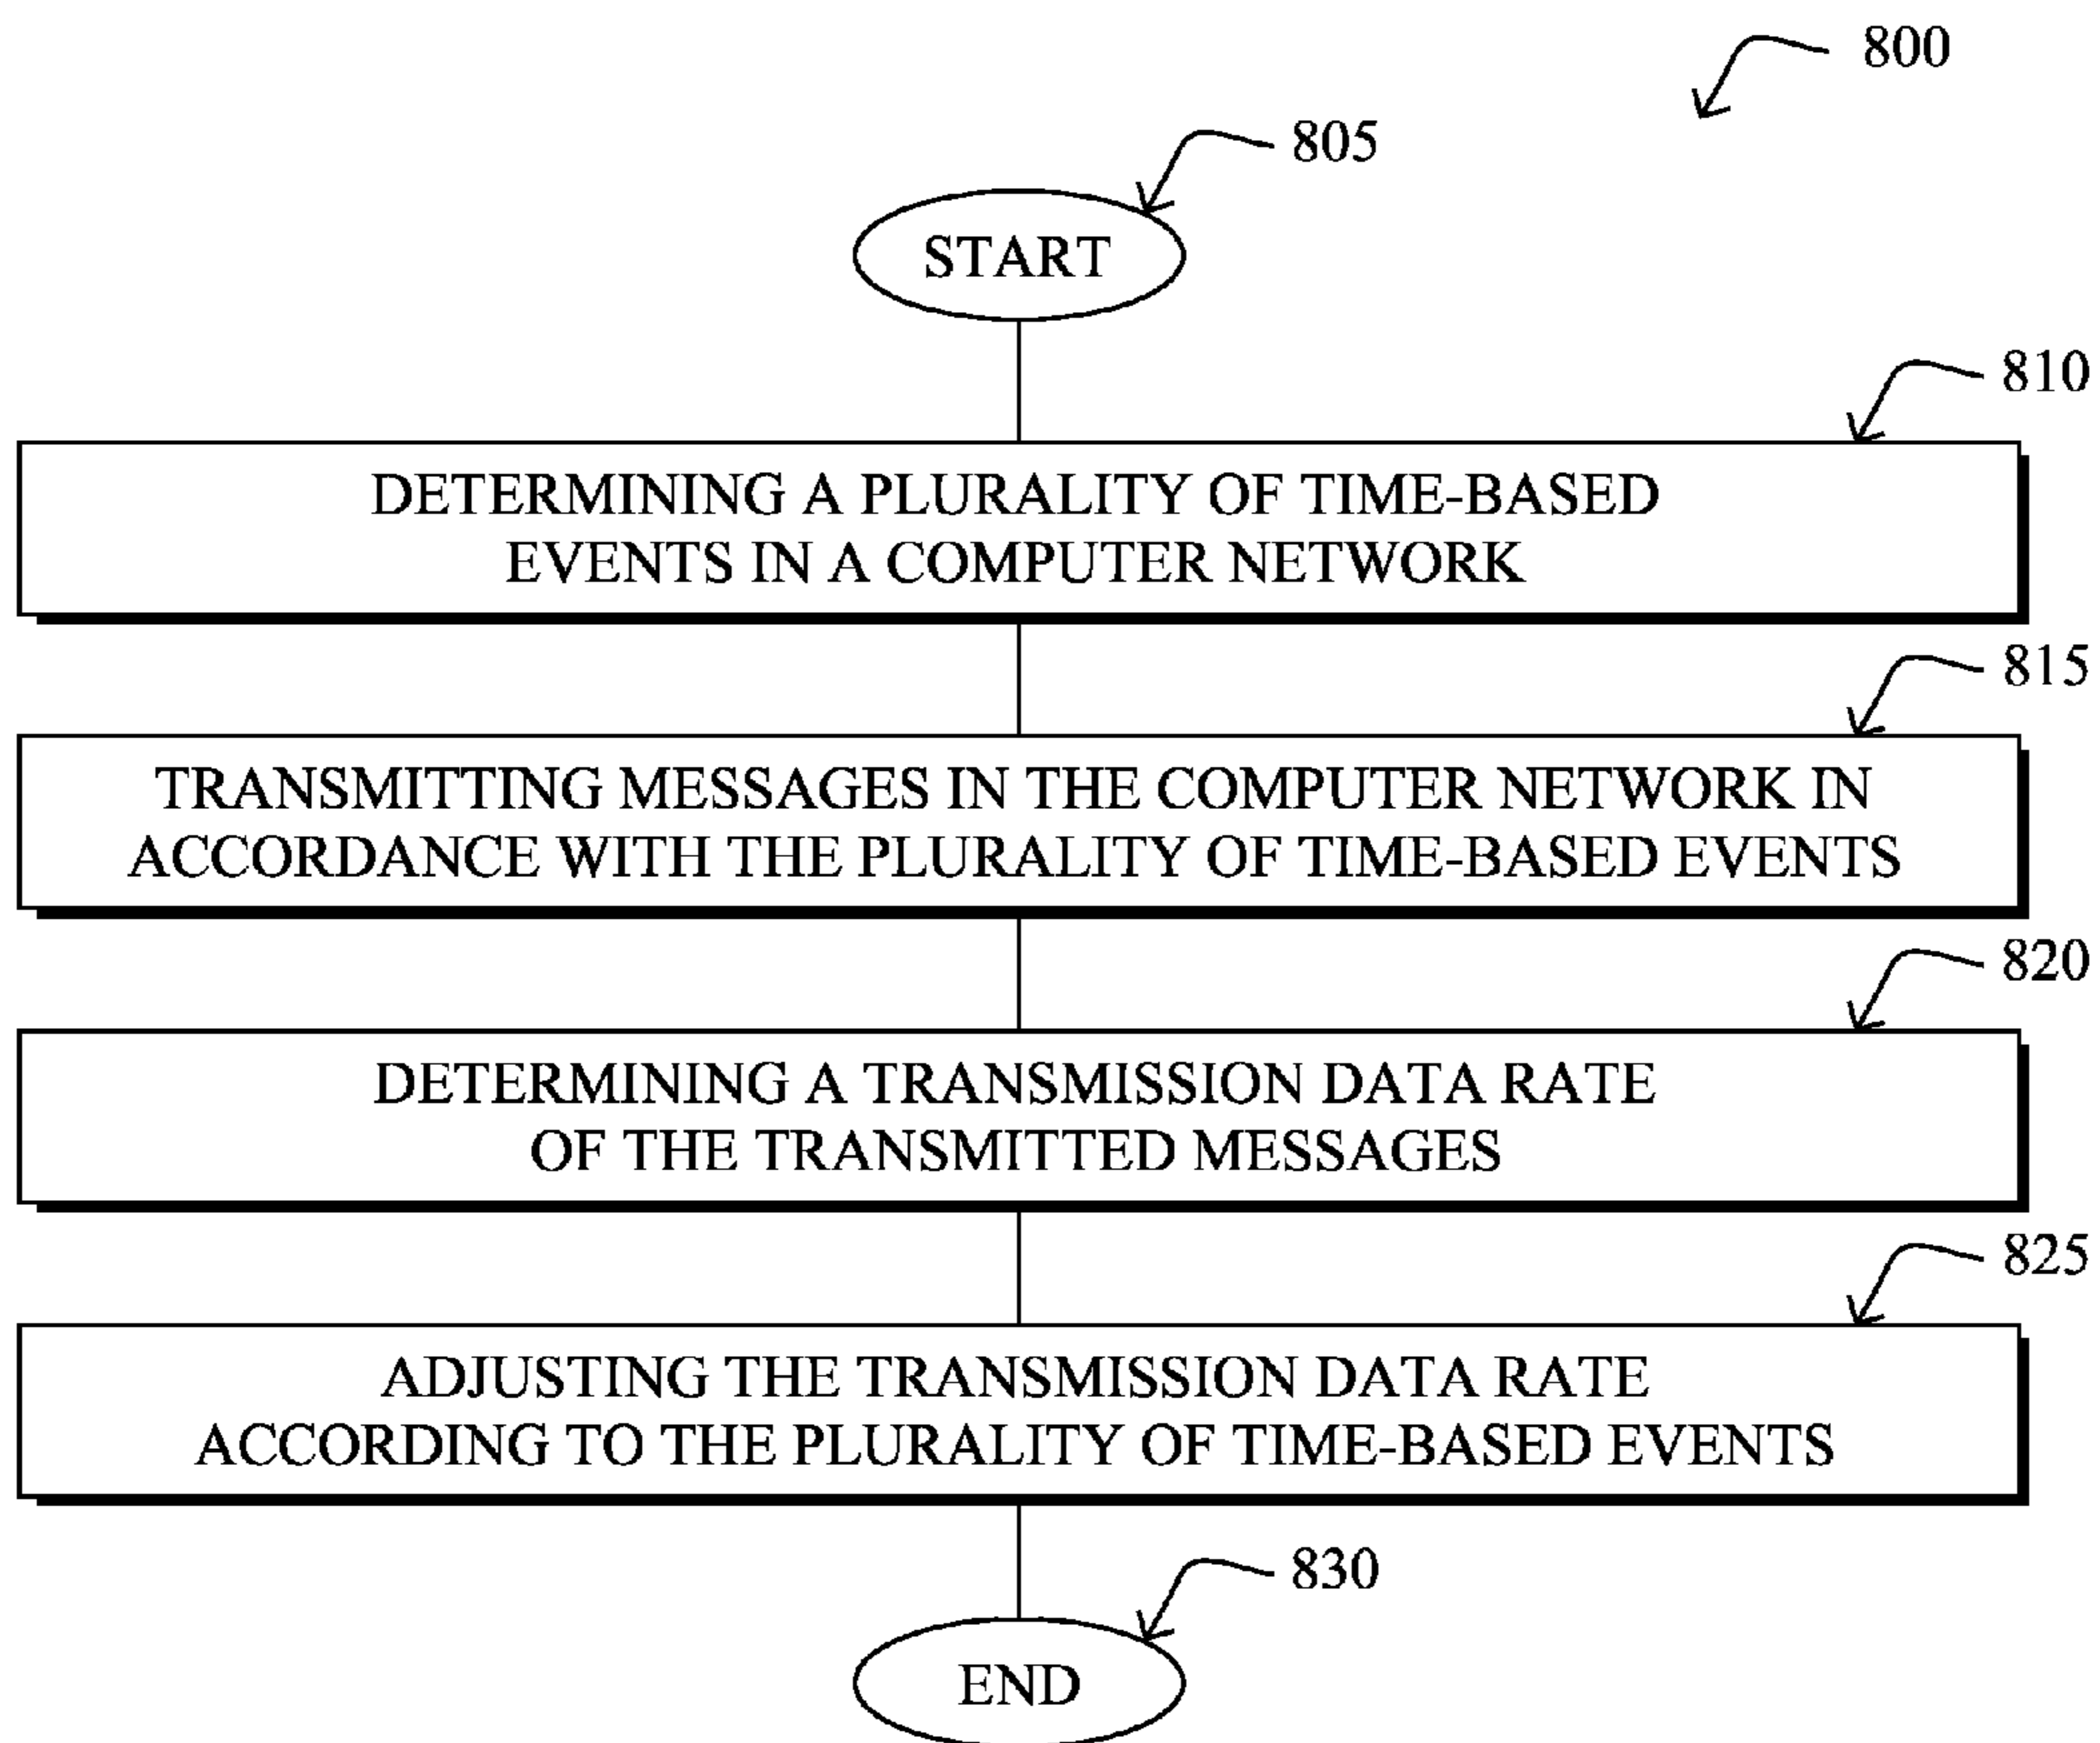 800
805
START
810
DETERMINING A PLURALITY OF TIME-BASED
EVENTS IN A COMPUTER NETWORK
815
TRANSMITTING MESSAGES IN THE COMPUTER NETWORK IN
ACCORDANCE WITH THE PLURALITY OF TIME-BASED EVENTS
820
DETERMINING A TRANSMISSION DATA RATE
OF THE TRANSMITTED MESSAGES
825
ADJUSTING THE TRANSMISSION DATA RATE
ACCORDING TO THE PLURALITY OF TIME-BASED EVENTS
830
END